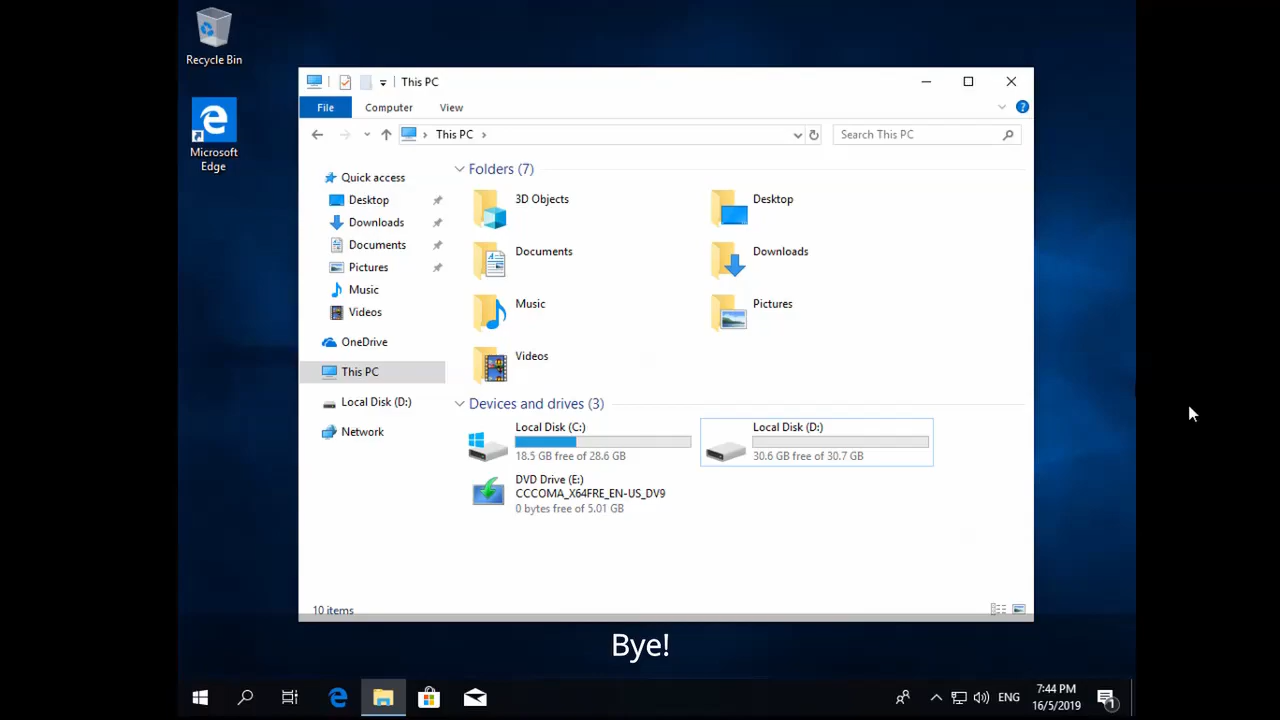 Recycle Bin
Microsoft
Edge
This PC
File
Computer
View
This PC
Search This PC
Quick access
Desktop
Downloads
Documents
Pictures
Music
Videos
OneDrive
This PC
Local Disk (D:)
Network
Folders (7)
3D Objects
Desktop
Documents
Downloads
Music
Pictures
Videos
Devices and drives (3)
Local Disk (C:)
18.5 GB free of 28.6 GB
Local Disk (D:)
30.6 GB free of 30.7 GB
DVD Drive (E:)
CCCOMA_X64FRE_EN-US_DV9
0 bytes free of 5.01 GB
10 items
Bye!
ENG
7:44 PM
16/5/2019
1